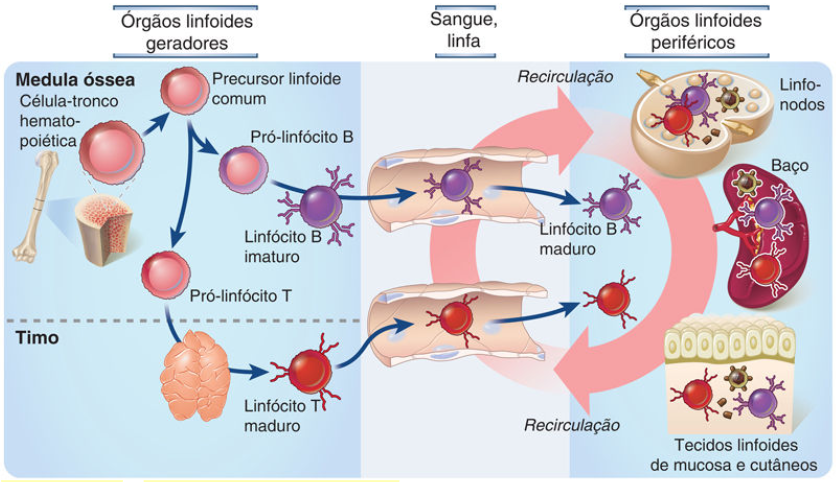 Órgãos linfoides
geradores
Sangue,
linfa
Órgãos linfoides
periféricos
Medula óssea
Célula-tronco
hemato-
poiética
Precursor linfoide
comum
Pró-linfócito B
Linfócito B
imaturo
Pró-linfócito T
Timo
Linfócito T
maduro
Recirculação
Linfócito B
maduro
Recirculação
Linfo-
nodos
Baço
Tecidos linfoides
de mucosa e cutâneos